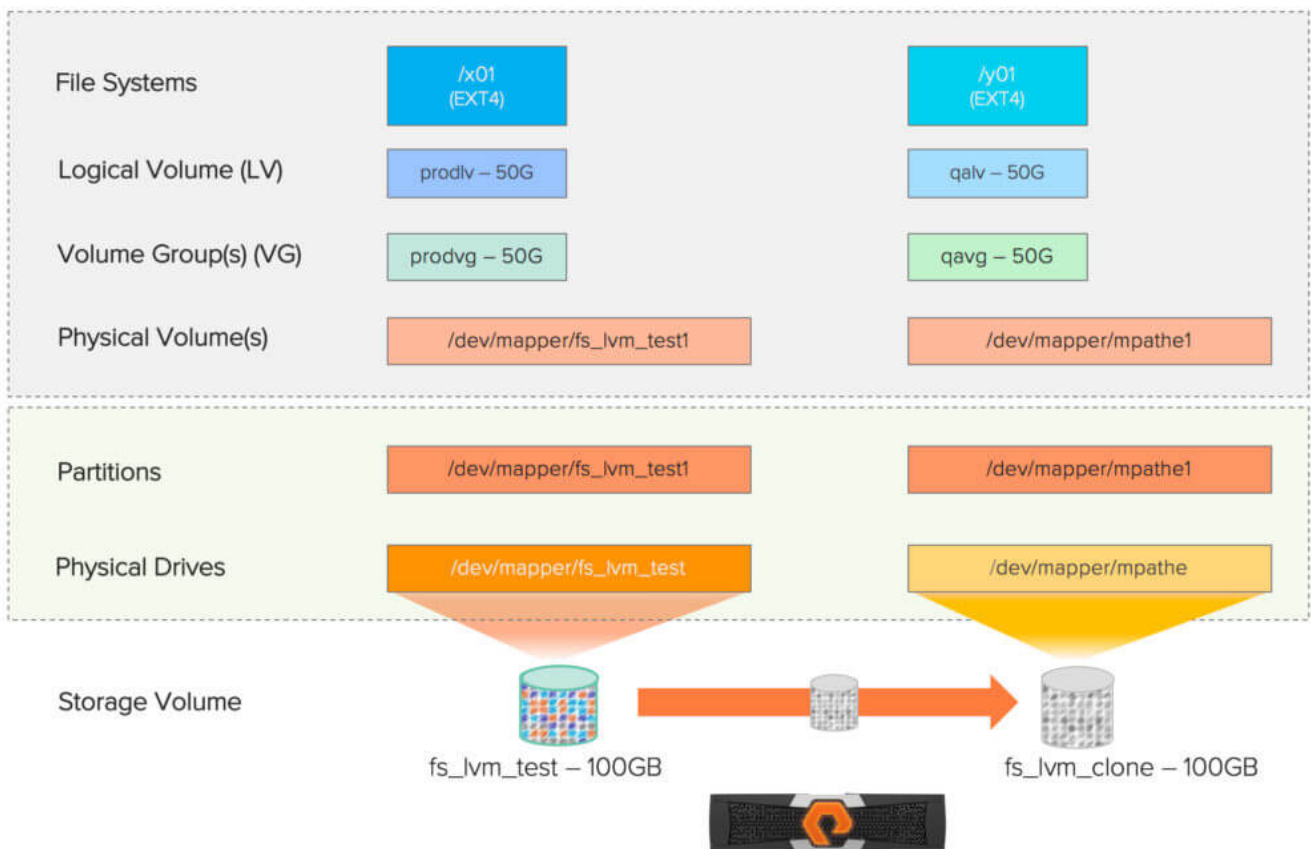 File Systems
/x01
(EXT4)
/y01
(EXT4)
Logical Volume (LV)
prodlv – 50G
qalv – 50G
Volume Group(s) (VG)
prodvg – 50G
qavg – 50G
Physical Volume(s)
/dev/mapper/fs_lvm_test1
/dev/mapper/mpathe1
Partitions
/dev/mapper/fs_lvm_test1
/dev/mapper/mpathe1
Physical Drives
/dev/mapper/fs_lvm_test
/dev/mapper/mpathe
Storage Volume
fs_lvm_test – 100GB
fs_lvm_clone – 100GB